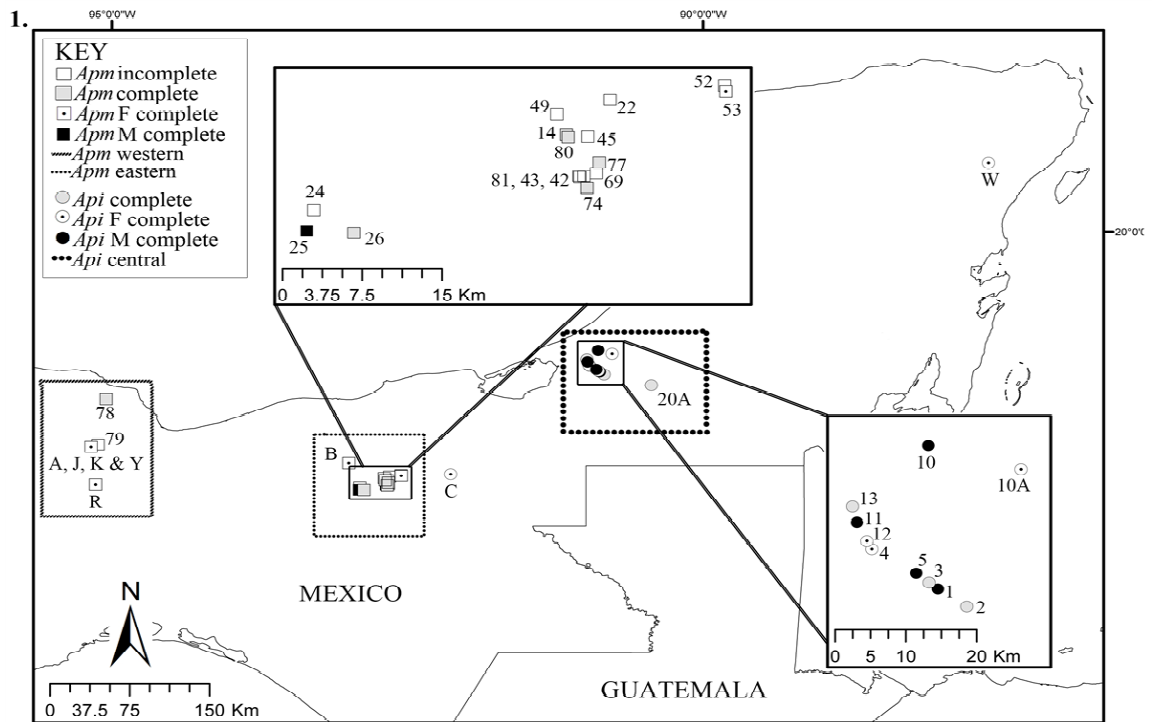 1.
95°0'0"W
90°0'0"W
KEY
Apm incomplete
Apm complete
Apm F complete
Apm M complete
Apm western
Apm eastern
Api complete
Api F complete
Api M complete
Api central
52
53
49
22
14
45
80
77
81, 43, 42
69
74
24
25
26
0 3.75 7.5 15 Km
W
20°0'0
78
79
A, J, K & Y
R
B
C
20A
10
10A
13
11
12
4
5
3
1
2
0 5 10 20 Km
N
MEXICO
GUATEMALA
0 37.5 75 150 Km